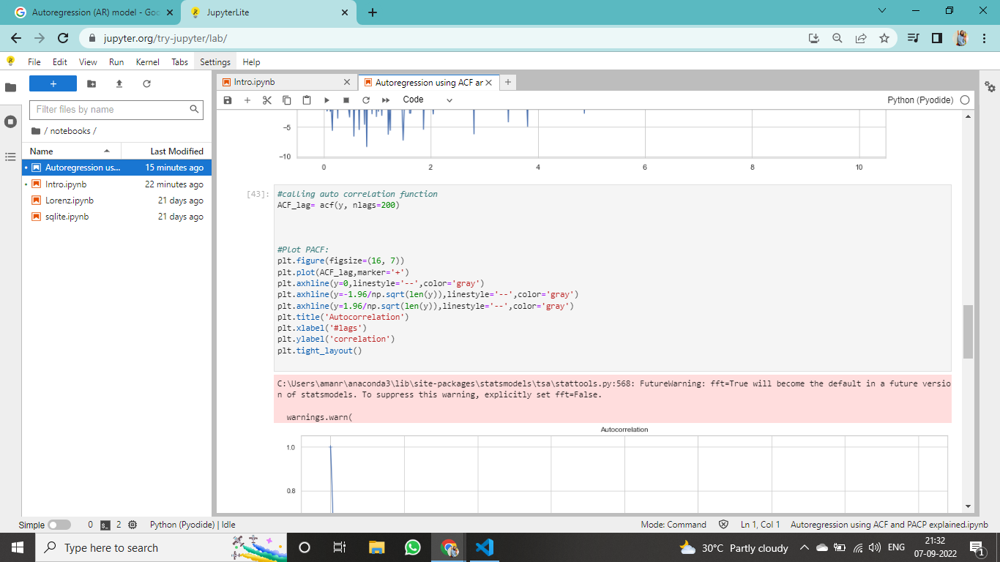 Autoregression (AR) model - Goo
JupyterLite
jupyter.org/try-jupyter/lab/
File Edit View Run Kernel Tabs Settings Help
Filter files by name
/ notebooks /
Name Last Modified
Autoregression us... 15 minutes ago
Intro.ipynb 22 minutes ago
Lorenz.ipynb 21 days ago
sqlite.ipynb 21 days ago
Intro.ipynb
Autoregression using ACF ar
Code
Python (Pyodide)
−5
−10
0 2 4 6 8 10
[43]:
#calling auto correlation function
ACF_lag= acf(y, nlags=200)
#Plot PACF:
plt.figure(figsize=(16, 7))
plt.plot(ACF_lag,marker='+')
plt.axhline(y=0,linestyle='--',color='gray')
plt.axhline(y=-1.96/np.sqrt(len(y)),linestyle='--',color='gray')
plt.axhline(y=1.96/np.sqrt(len(y)),linestyle='--',color='gray')
plt.title('Autocorrelation')
plt.xlabel('#lags')
plt.ylabel('correlation')
plt.tight_layout()
C:\Users\amanr\anaconda3\lib\site-packages\statsmodels\tsa\stattools.py:568: FutureWarning: fft=True will become the default in a future versio
n of statsmodels. To suppress this warning, explicitly set fft=False.
warnings.warn(
Autocorrelation
1.0
0.8
Simple 0 2 Python (Pyodide) | Idle Mode: Command Ln 1, Col 1 Autoregression using ACF and PACP explained.ipynb
Type here to search
30°C Partly cloudy
ENG
21:32
07-09-2022
1